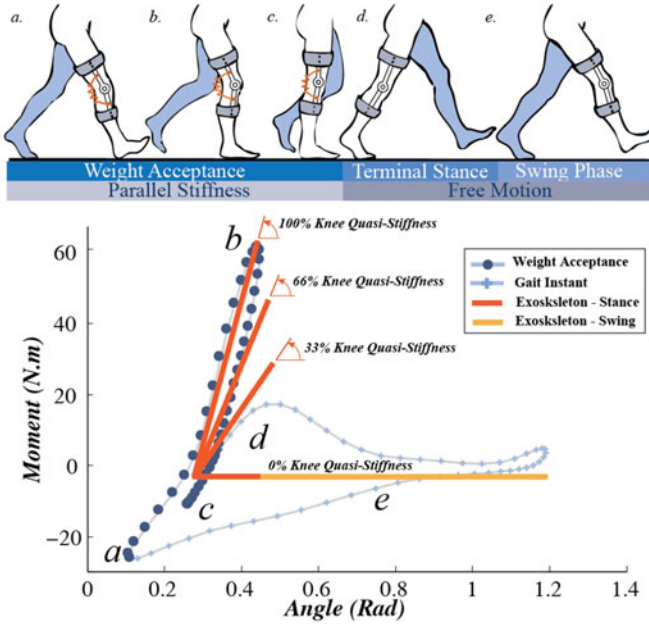 a. b. c. d. e.
Weight Acceptance Terminal Stance Swing Phase
Parallel Stiffness Free Motion
100% Knee Quasi-Stiffness
66% Knee Quasi-Stiffness
33% Knee Quasi-Stiffness
0% Knee Quasi-Stiffness
b
d
c
e
a
Weight Acceptance
Gait Instant
Exosksleton - Stance
Exosksleton - Swing
Moment (N.m)
60
40
20
0
−20
0 0.2 0.4 0.6 0.8 1 1.2 1.4
Angle (Rad)